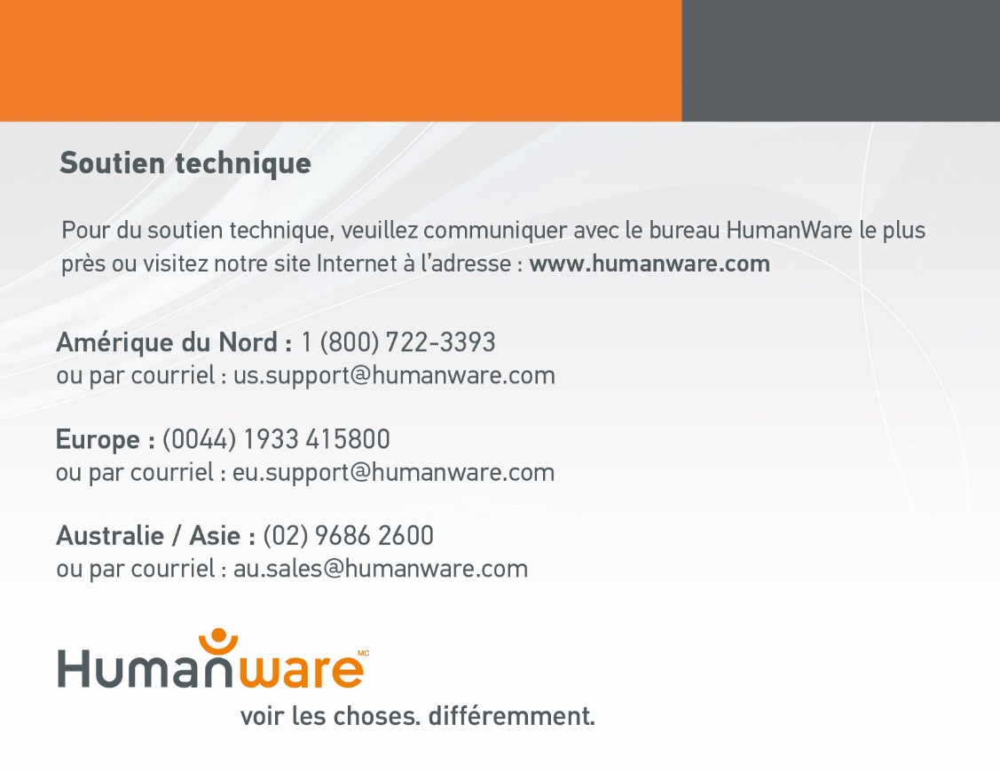 Soutien technique
Pour du soutien technique, veuillez communiquer avec le bureau HumanWare le plus
près ou visitez notre site Internet à l'adresse : www.humanware.com
Amérique du Nord : 1 (800) 722-3393
ou par courriel : us.support@humanware.com
Europe : (0044) 1933 415800
ou par courriel : eu.support@humanware.com
Australie / Asie : (02) 9686 2600
ou par courriel : au.sales@humanware.com
Humanware MC
voir les choses. différemment.